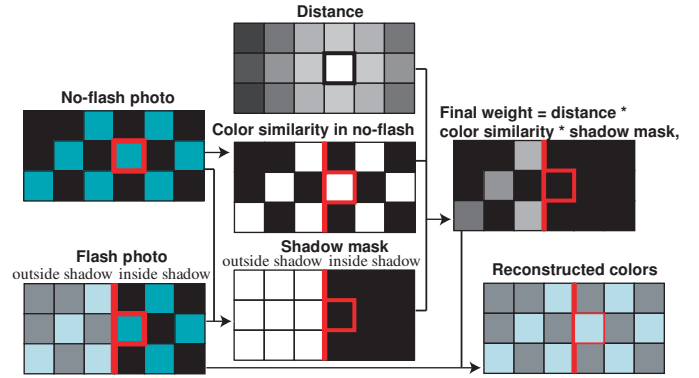 Distance
No-flash photo
Color similarity in no-flash
Final weight = distance *
color similarity * shadow mask,
Flash photo
outside shadow inside shadow
Shadow mask
outside shadow inside shadow
Reconstructed colors